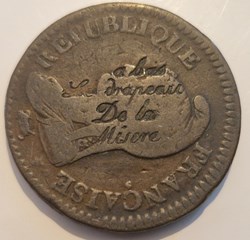 REPUBLIQUE
a bas
Le drapeau
De la
Misere
FRANÇAISE